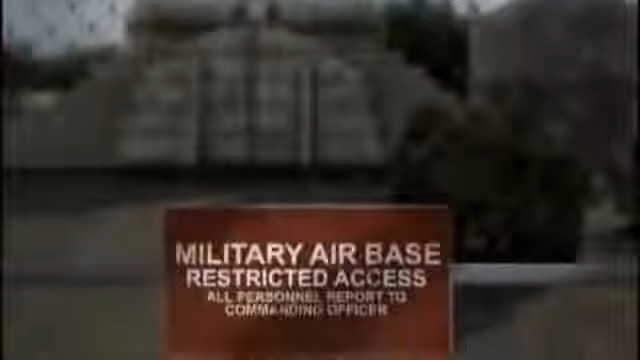 MILITARY AIR BASE
RESTRICTED ACCESS
ALL PERSONNEL REPORT TO
COMMANDING OFFICER